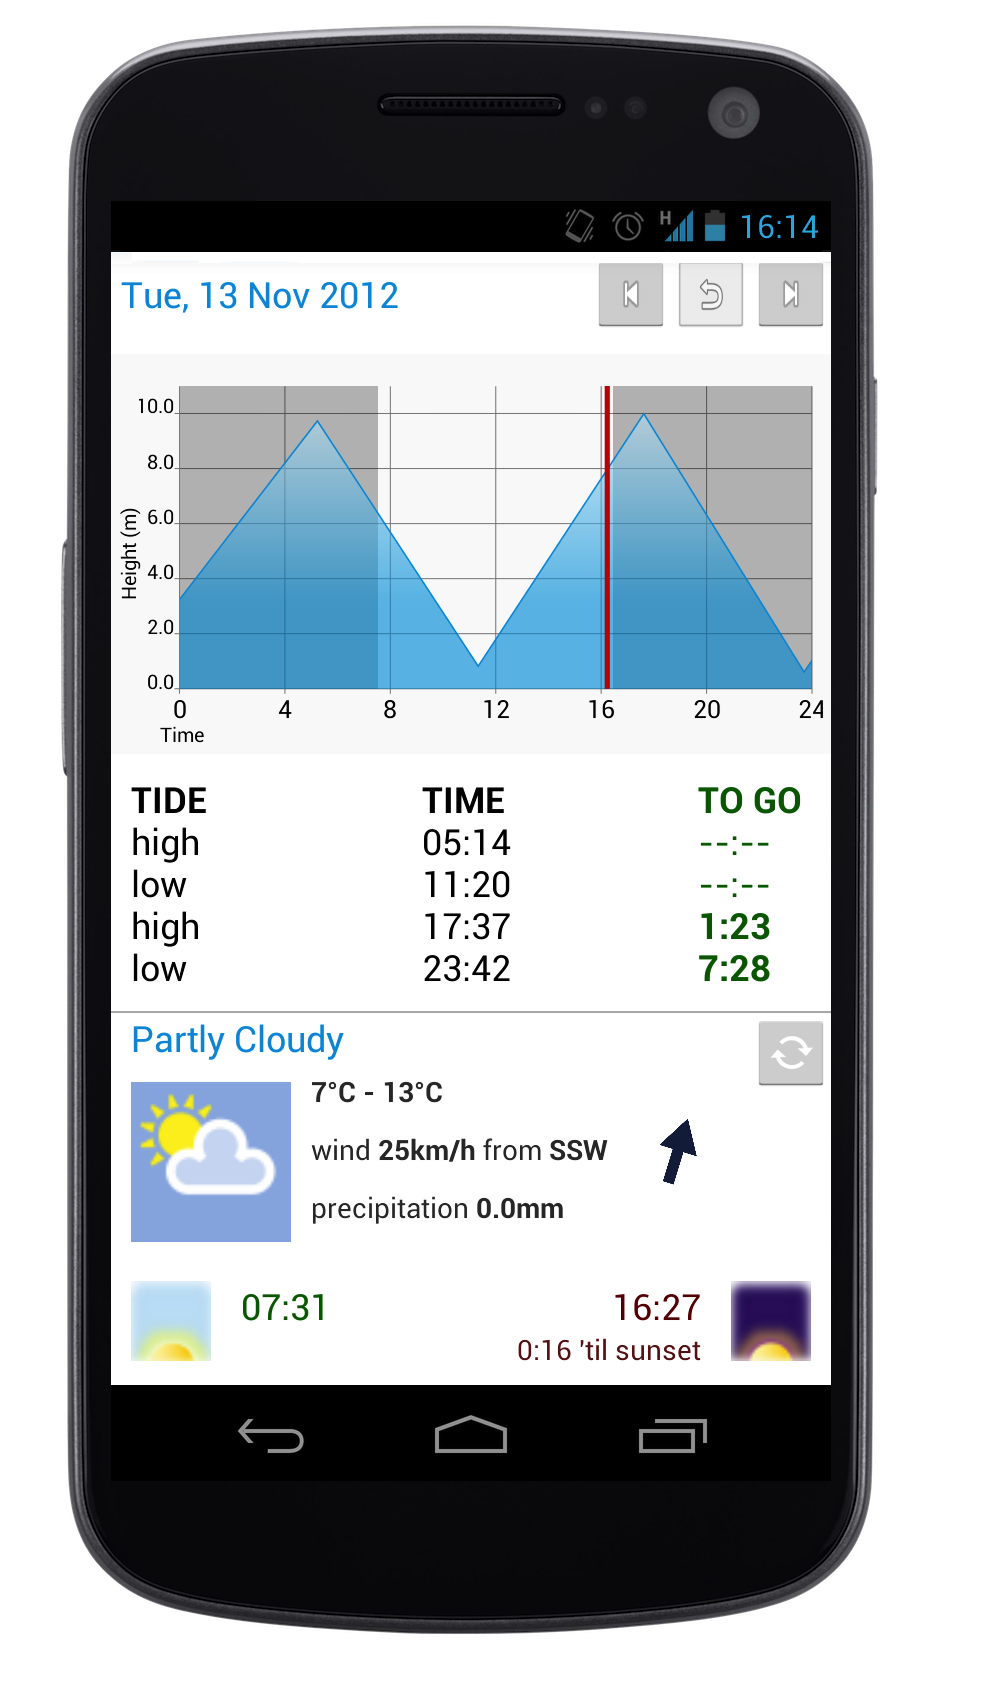 H 16:14
Tue, 13 Nov 2012
10.0
8.0
6.0
4.0
2.0
0.0
Height (m)
0 4 8 12 16 20 24
Time
TIDE TIME TO GO
high 05:14 --:--
low 11:20 --:--
high 17:37 1:23
low 23:42 7:28
Partly Cloudy
7°C - 13°C
wind 25km/h from SSW
precipitation 0.0mm
07:31 16:27
0:16 'til sunset